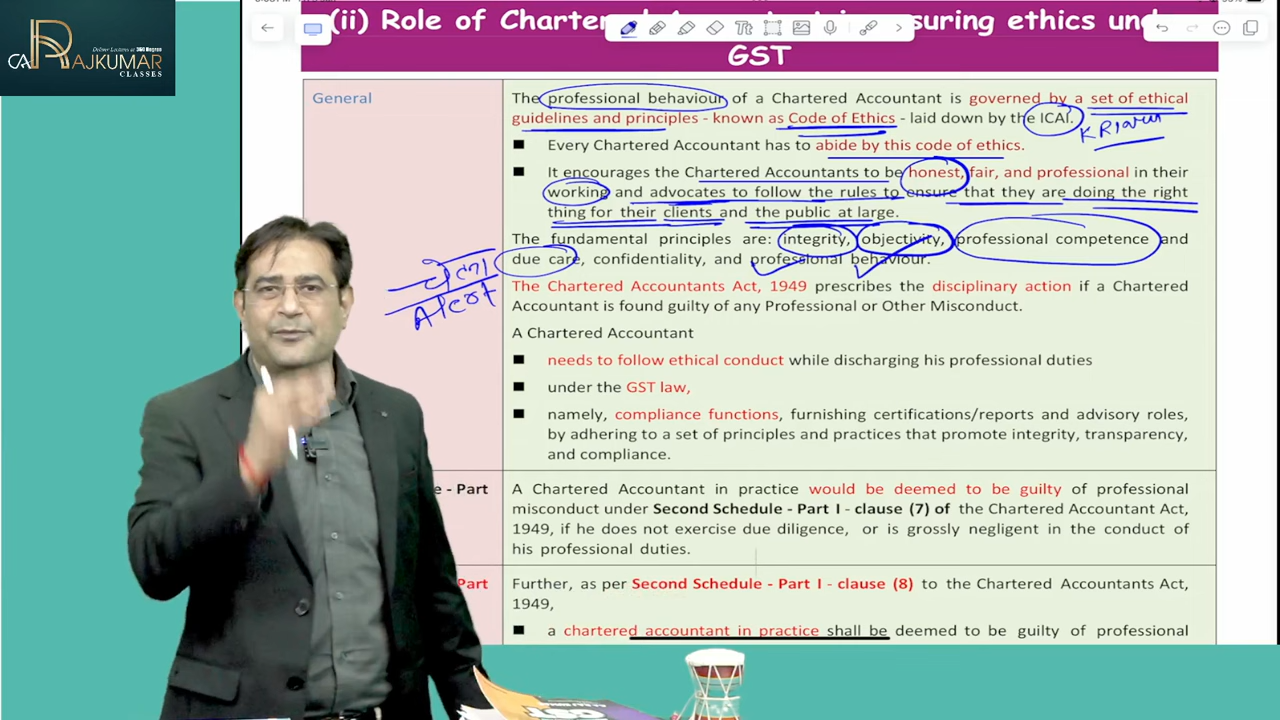 (ii) Role of Chartered Accountant in ensuring ethics under
GST
Deliver Lectures at 360 Degree
CA RAJKUMAR
CLASSES
General
The professional behaviour of a Chartered Accountant is governed by a set of ethical
guidelines and principles - known as Code of Ethics - laid down by the ICAI.
■ Every Chartered Accountant has to abide by this code of ethics.
■ It encourages the Chartered Accountants to be honest, fair, and professional in their
working and advocates to follow the rules to ensure that they are doing the right
thing for their clients and the public at large.
The fundamental principles are: integrity, objectivity, professional competence and
due care, confidentiality, and professional behaviour.
Alert
The Chartered Accountants Act, 1949 prescribes the disciplinary action if a Chartered
Accountant is found guilty of any Professional or Other Misconduct.
A Chartered Accountant
■ needs to follow ethical conduct while discharging his professional duties
■ under the GST law,
■ namely, compliance functions, furnishing certifications/reports and advisory roles,
by adhering to a set of principles and practices that promote integrity, transparency,
and compliance.
e - Part
A Chartered Accountant in practice would be deemed to be guilty of professional
misconduct under Second Schedule - Part I - clause (7) of the Chartered Accountant Act,
1949, if he does not exercise due diligence, or is grossly negligent in the conduct of
his professional duties.
Part
Further, as per Second Schedule - Part I - clause (8) to the Chartered Accountants Act,
1949,
■ a chartered accountant in practice shall be deemed to be guilty of professional